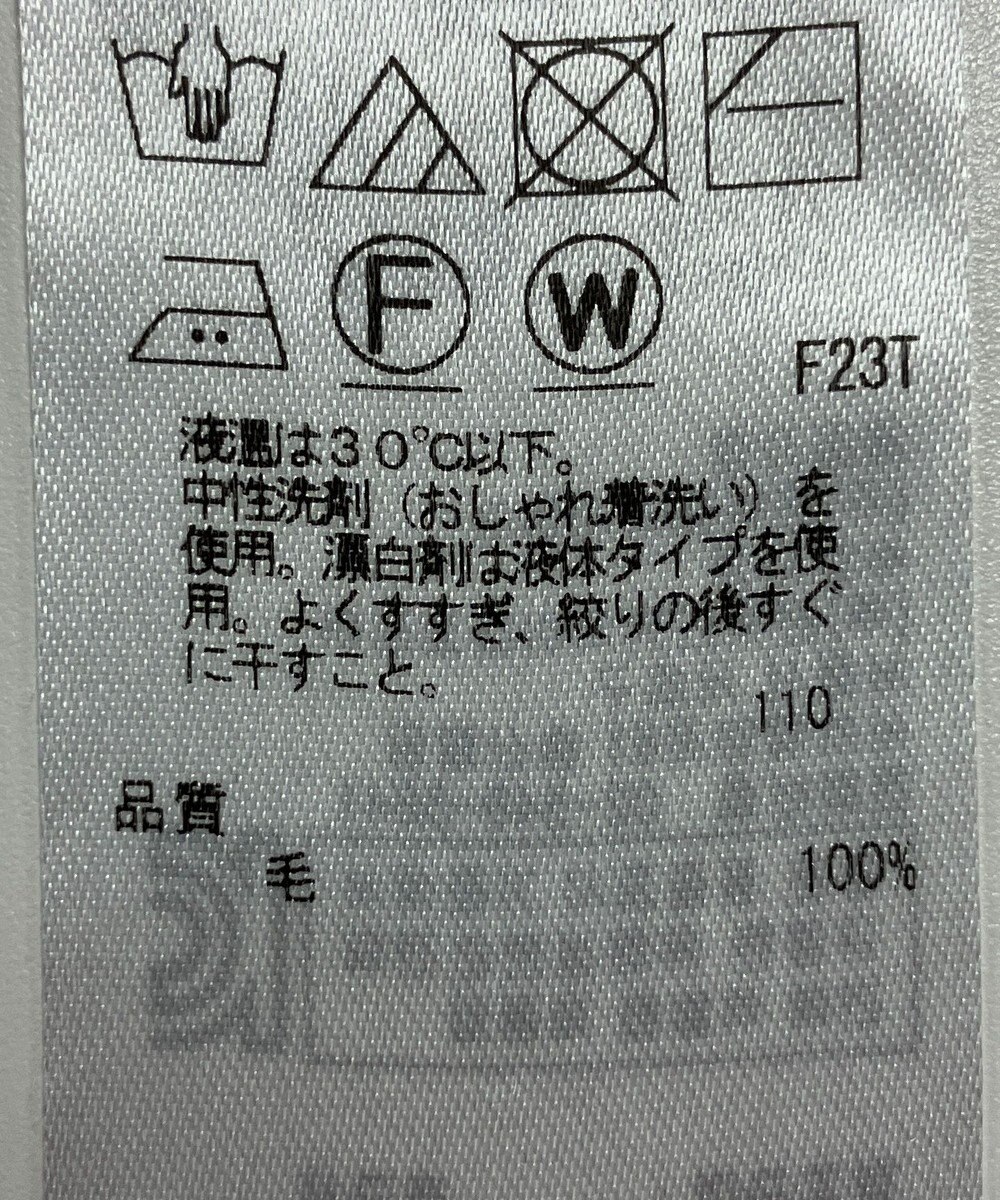 F
W
F23T
液温は30℃以下。
中性洗剤（おしゃれ着洗い）を
使用。漂白剤は液体タイプを使
用。よくすすぎ、絞りの後すぐ
に干すこと。
110
品質
毛 100%